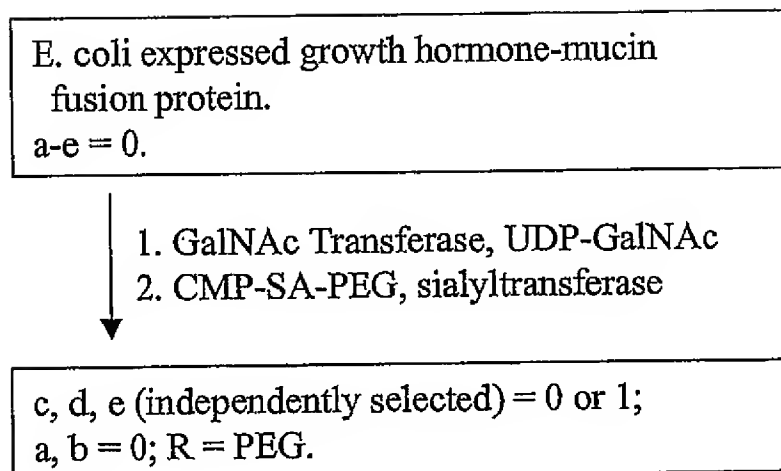 E. coli expressed growth hormone-mucin
fusion protein.
a-e = 0.
1. GalNAc Transferase, UDP-GalNAc
2. CMP-SA-PEG, sialyltransferase
c, d, e (independently selected) = 0 or 1;
a, b = 0; R = PEG.